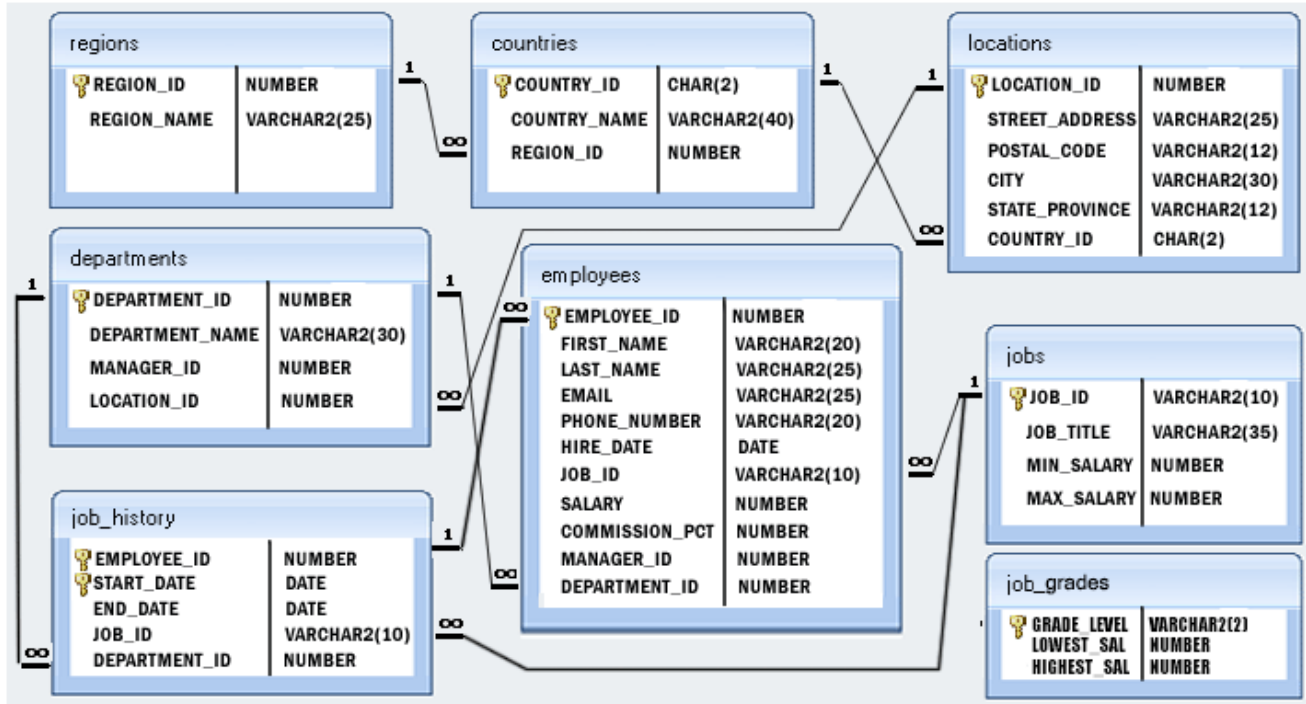 regions
REGION_ID NUMBER
REGION_NAME VARCHAR2(25)
1
∞
countries
COUNTRY_ID CHAR(2)
COUNTRY_NAME VARCHAR2(40)
REGION_ID NUMBER
1
∞
locations
LOCATION_ID NUMBER
STREET_ADDRESS VARCHAR2(25)
POSTAL_CODE VARCHAR2(12)
CITY VARCHAR2(30)
STATE_PROVINCE VARCHAR2(12)
COUNTRY_ID CHAR(2)
1
∞
departments
DEPARTMENT_ID NUMBER
DEPARTMENT_NAME VARCHAR2(30)
MANAGER_ID NUMBER
LOCATION_ID NUMBER
1
1
∞
employees
EMPLOYEE_ID NUMBER
FIRST_NAME VARCHAR2(20)
LAST_NAME VARCHAR2(25)
EMAIL VARCHAR2(25)
PHONE_NUMBER VARCHAR2(20)
HIRE_DATE DATE
JOB_ID VARCHAR2(10)
SALARY NUMBER
COMMISSION_PCT NUMBER
MANAGER_ID NUMBER
DEPARTMENT_ID NUMBER
∞
∞
jobs
JOB_ID VARCHAR2(10)
JOB_TITLE VARCHAR2(35)
MIN_SALARY NUMBER
MAX_SALARY NUMBER
1
job_history
EMPLOYEE_ID NUMBER
START_DATE DATE
END_DATE DATE
JOB_ID VARCHAR2(10)
DEPARTMENT_ID NUMBER
1
∞
∞
job_grades
GRADE_LEVEL VARCHAR2(2)
LOWEST_SAL NUMBER
HIGHEST_SAL NUMBER